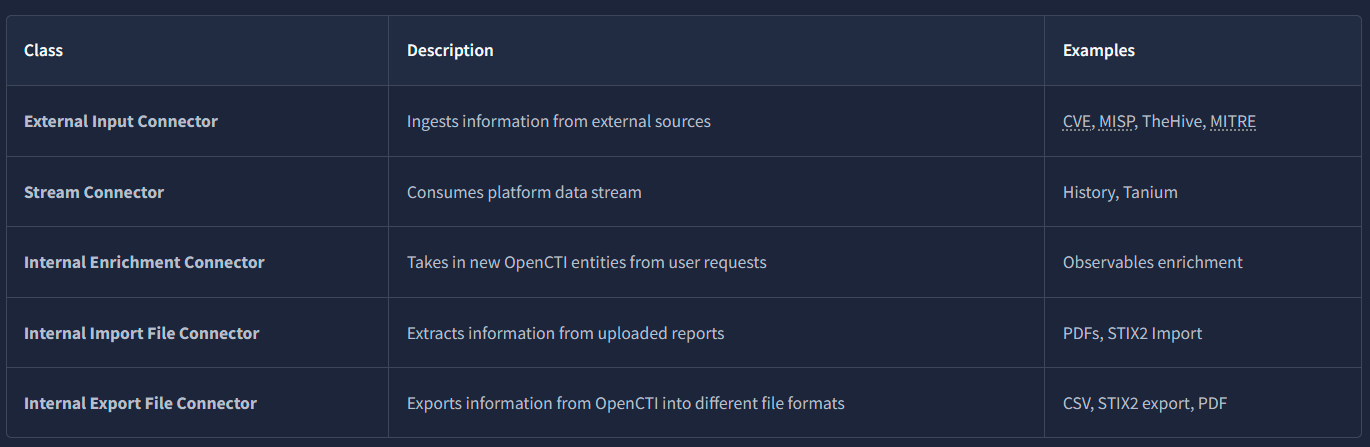 Class Description Examples
External Input Connector Ingests information from external sources CVE, MISP, TheHive, MITRE
Stream Connector Consumes platform data stream History, Tanium
Internal Enrichment Connector Takes in new OpenCTI entities from user requests Observables enrichment
Internal Import File Connector Extracts information from uploaded reports PDFs, STIX2 Import
Internal Export File Connector Exports information from OpenCTI into different file formats CSV, STIX2 export, PDF